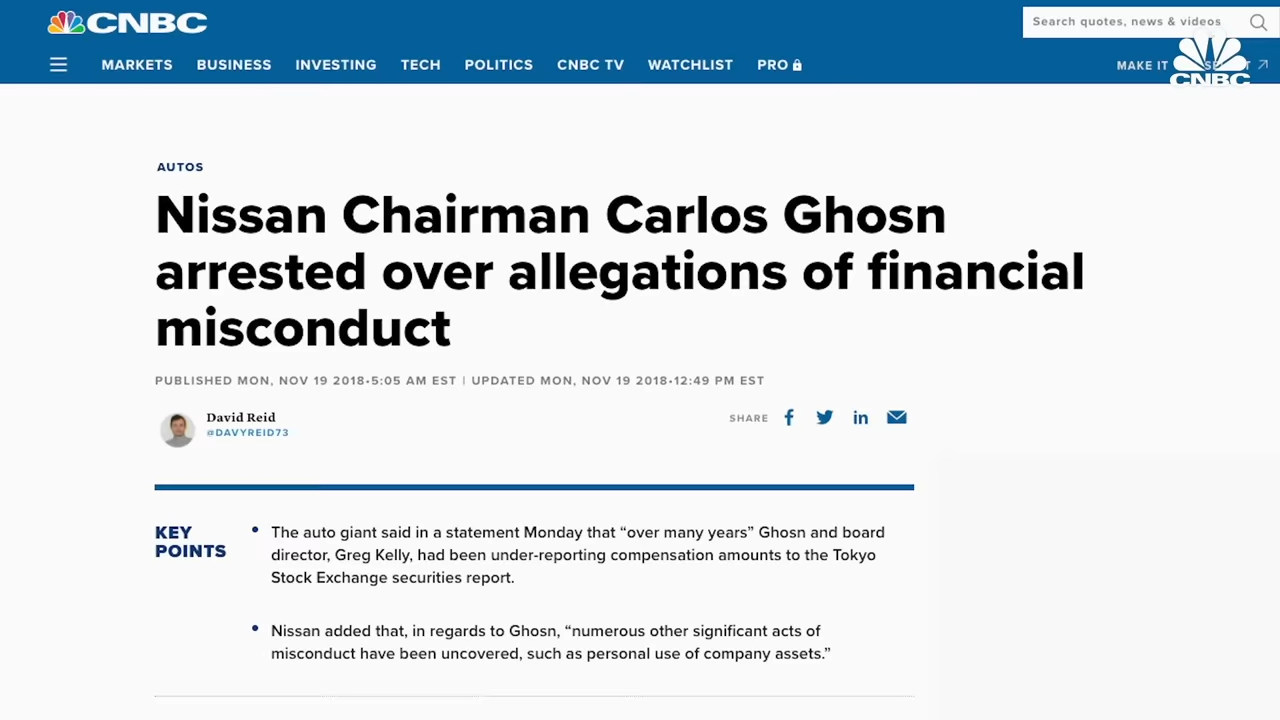 CNBC
Search quotes, news & videos
MARKETS BUSINESS INVESTING TECH POLITICS CNBC TV WATCHLIST PRO
MAKE IT
CNBC
AUTOS
Nissan Chairman Carlos Ghosn
arrested over allegations of financial
misconduct
PUBLISHED MON, NOV 19 2018•5:05 AM EST | UPDATED MON, NOV 19 2018•12:49 PM EST
David Reid
@DAVYREID73
SHARE
KEY
POINTS
• The auto giant said in a statement Monday that “over many years” Ghosn and board
director, Greg Kelly, had been under-reporting compensation amounts to the Tokyo
Stock Exchange securities report.
• Nissan added that, in regards to Ghosn, “numerous other significant acts of
misconduct have been uncovered, such as personal use of company assets.”